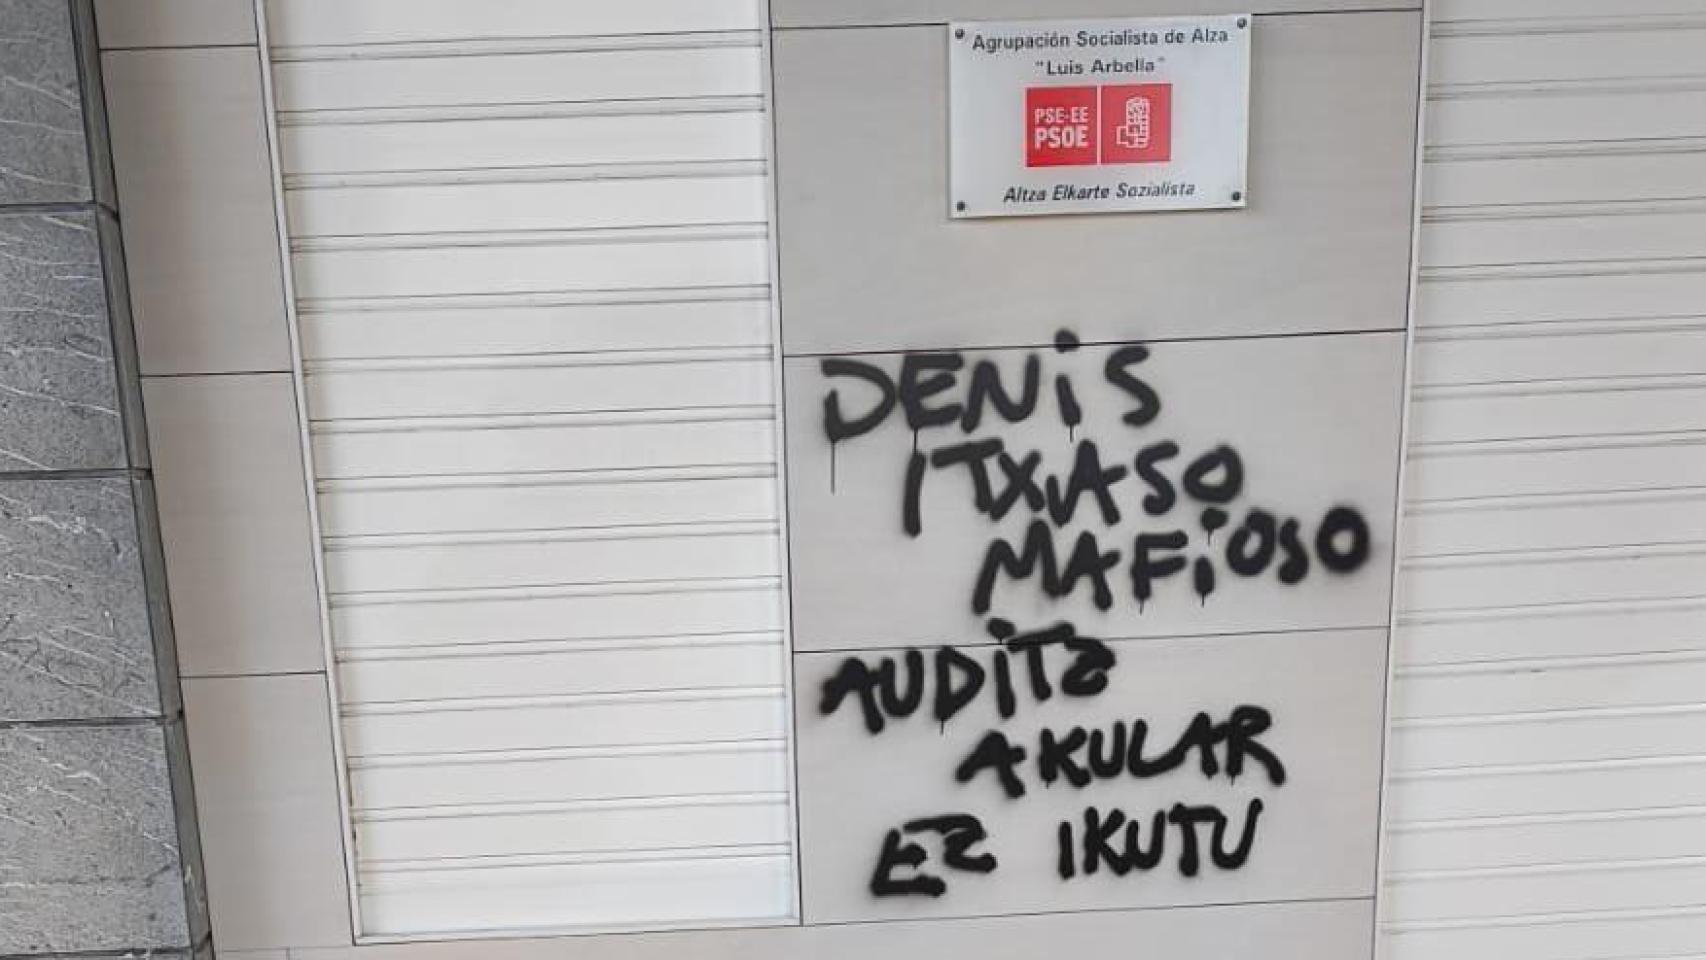 Agrupación Socialista de Alza
"Luis Arbella"
PSE-EE
PSOE
Altza Elkarte Sozialista
DENiS
ITXASO
MAFiOSO
AUDiTZ
AKULAR
EZ IKUTU